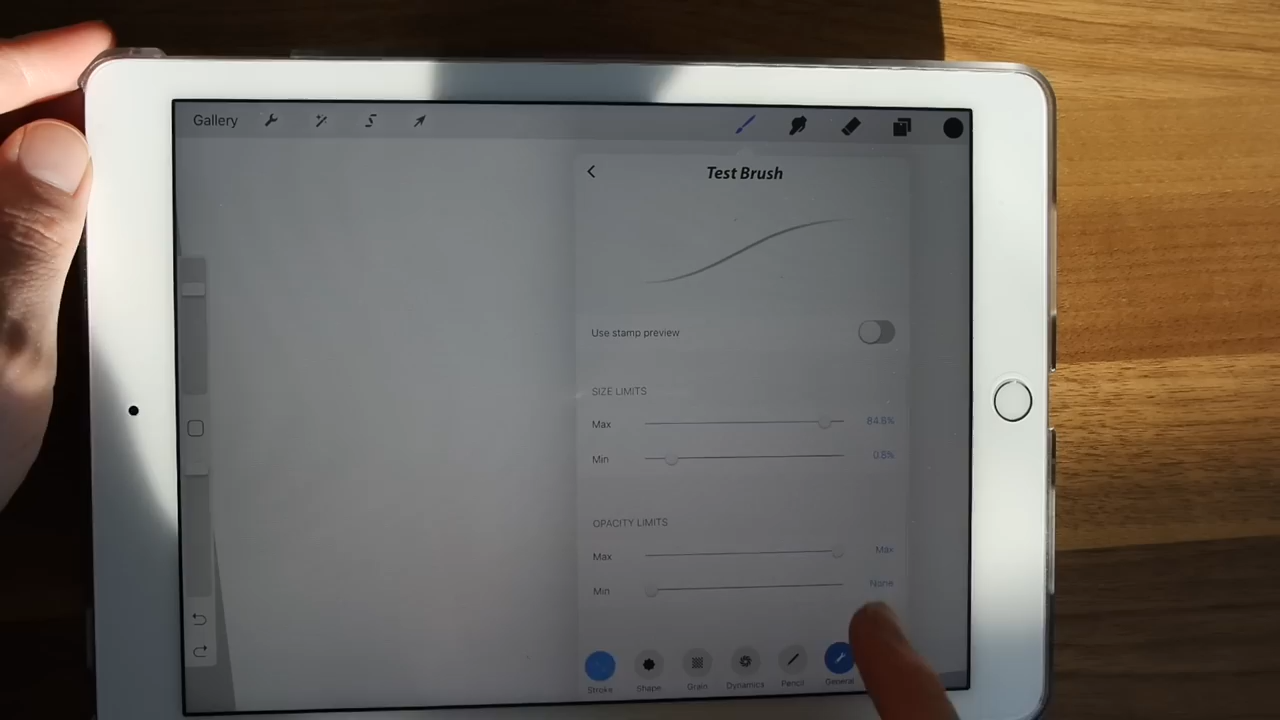 Gallery
Test Brush
Use stamp preview
SIZE LIMITS
Max 84.8%
Min 0.8%
OPACITY LIMITS
Max Max
Min None
Stroke Shape Grain Dynamics Pencil General